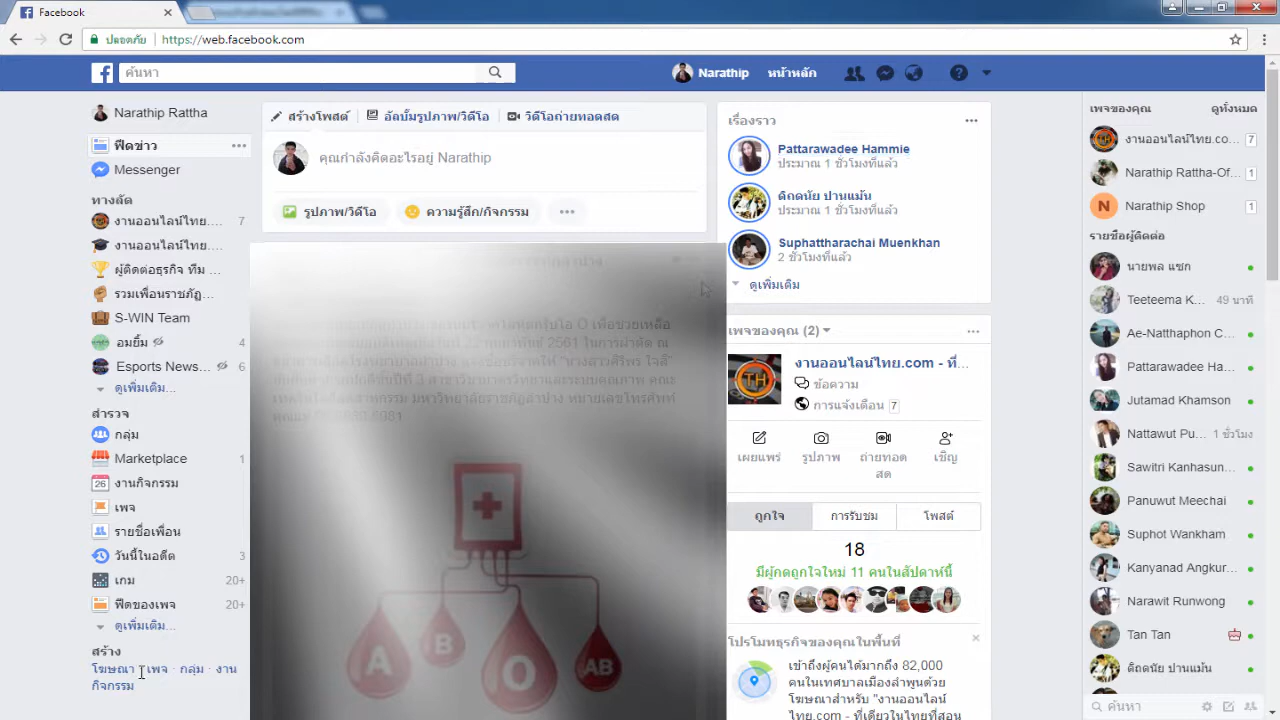 Facebook
ปลอดภัย
https://web.facebook.com
ค้นหา
Narathip
หน้าหลัก
Narathip Rattha
ฟีดข่าว
Messenger
ทางลัด
งานออนไลน์ไทย.... 7
งานออนไลน์ไทย....
ผู้ติดต่อธุรกิจ ทีม ...
รวมเพื่อนราชภัฏ...
S-WIN Team
อมยิ้ม 4
Esports News... 6
ดูเพิ่มเติม...
สำรวจ
กลุ่ม
Marketplace 1
งานกิจกรรม
26
เพจ
รายชื่อเพื่อน
วันนี้ในอดีต 3
เกม 20+
ฟีดของเพจ 20+
ดูเพิ่มเติม...
สร้าง
โฆษณา · เพจ · กลุ่ม · งาน
กิจกรรม
สร้างโพสต์
อัลบั้มรูปภาพ/วิดีโอ
วิดีโอถ่ายทอดสด
คุณกำลังคิดอะไรอยู่ Narathip
รูปภาพ/วิดีโอ
ความรู้สึก/กิจกรรม
A
B
O
AB
เรื่องราว
Pattarawadee Hammie
ประมาณ 1 ชั่วโมงที่แล้ว
ดิถดนัย ปานแม้น
ประมาณ 1 ชั่วโมงที่แล้ว
Suphattharachai Muenkhan
2 ชั่วโมงที่แล้ว
ดูเพิ่มเติม
เพจของคุณ (2)
TH
งานออนไลน์ไทย.com - ที่...
ข้อความ
การแจ้งเตือน 7
เผยแพร่
รูปภาพ
ถ่ายทอด
สด
เชิญ
ถูกใจ
การรับชม
โพสต์
18
มีผู้กดถูกใจใหม่ 11 คนในสัปดาห์นี้
โปรโมทธุรกิจของคุณในพื้นที่
เข้าถึงผู้คนได้มากถึง 82,000
คนในเทศบาลเมืองลำพูนด้วย
โฆษณาสำหรับ "งานออนไลน์
ไทย.com - ที่เดียวในไทยที่สอน
เพจของคุณ
ดูทั้งหมด
งานออนไลน์ไทย.co... 7
Narathip Rattha-Of... 1
N
Narathip Shop 1
รายชื่อผู้ติดต่อ
นายพล แซก
Teeteema K... 49 นาที
Ae-Natthaphon C...
Pattarawadee Ha...
Jutamad Khamson
Nattawut Pu... 1 ชั่วโมง
Sawitri Kanhasun...
Panuwut Meechai
Suphot Wankham
Kanyanad Angkur...
Narawit Runwong
Tan Tan
ดิถดนัย ปานแม้น
ค้นหา